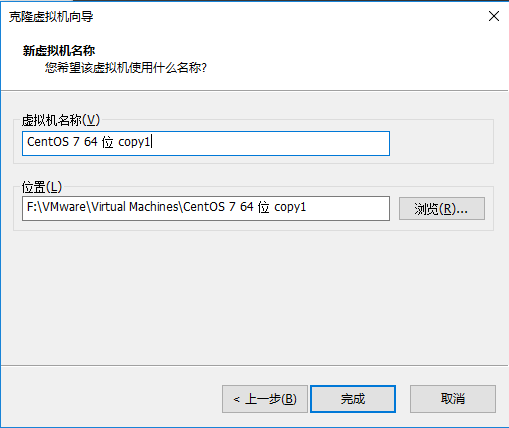 克隆虚拟机向导
新虚拟机名称
您希望该虚拟机使用什么名称?
虚拟机名称(V)
CentOS 7 64 位 copy1
位置(L)
F:\VMware\Virtual Machines\CentOS 7 64 位 copy1
浏览(R)...
< 上一步(B)
完成
取消